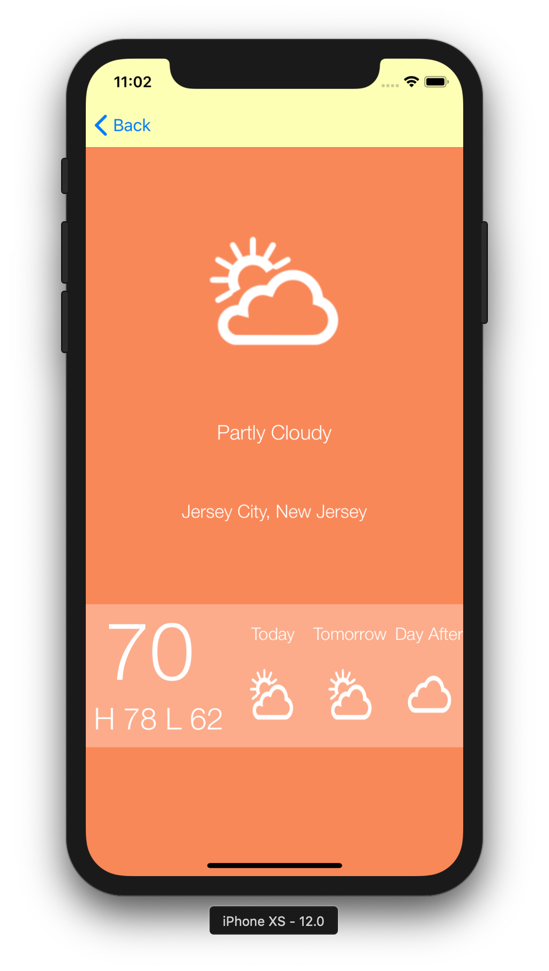 11:02
Back
Partly Cloudy
Jersey City, New Jersey
70
Today Tomorrow Day After
H 78 L 62
iPhone XS - 12.0